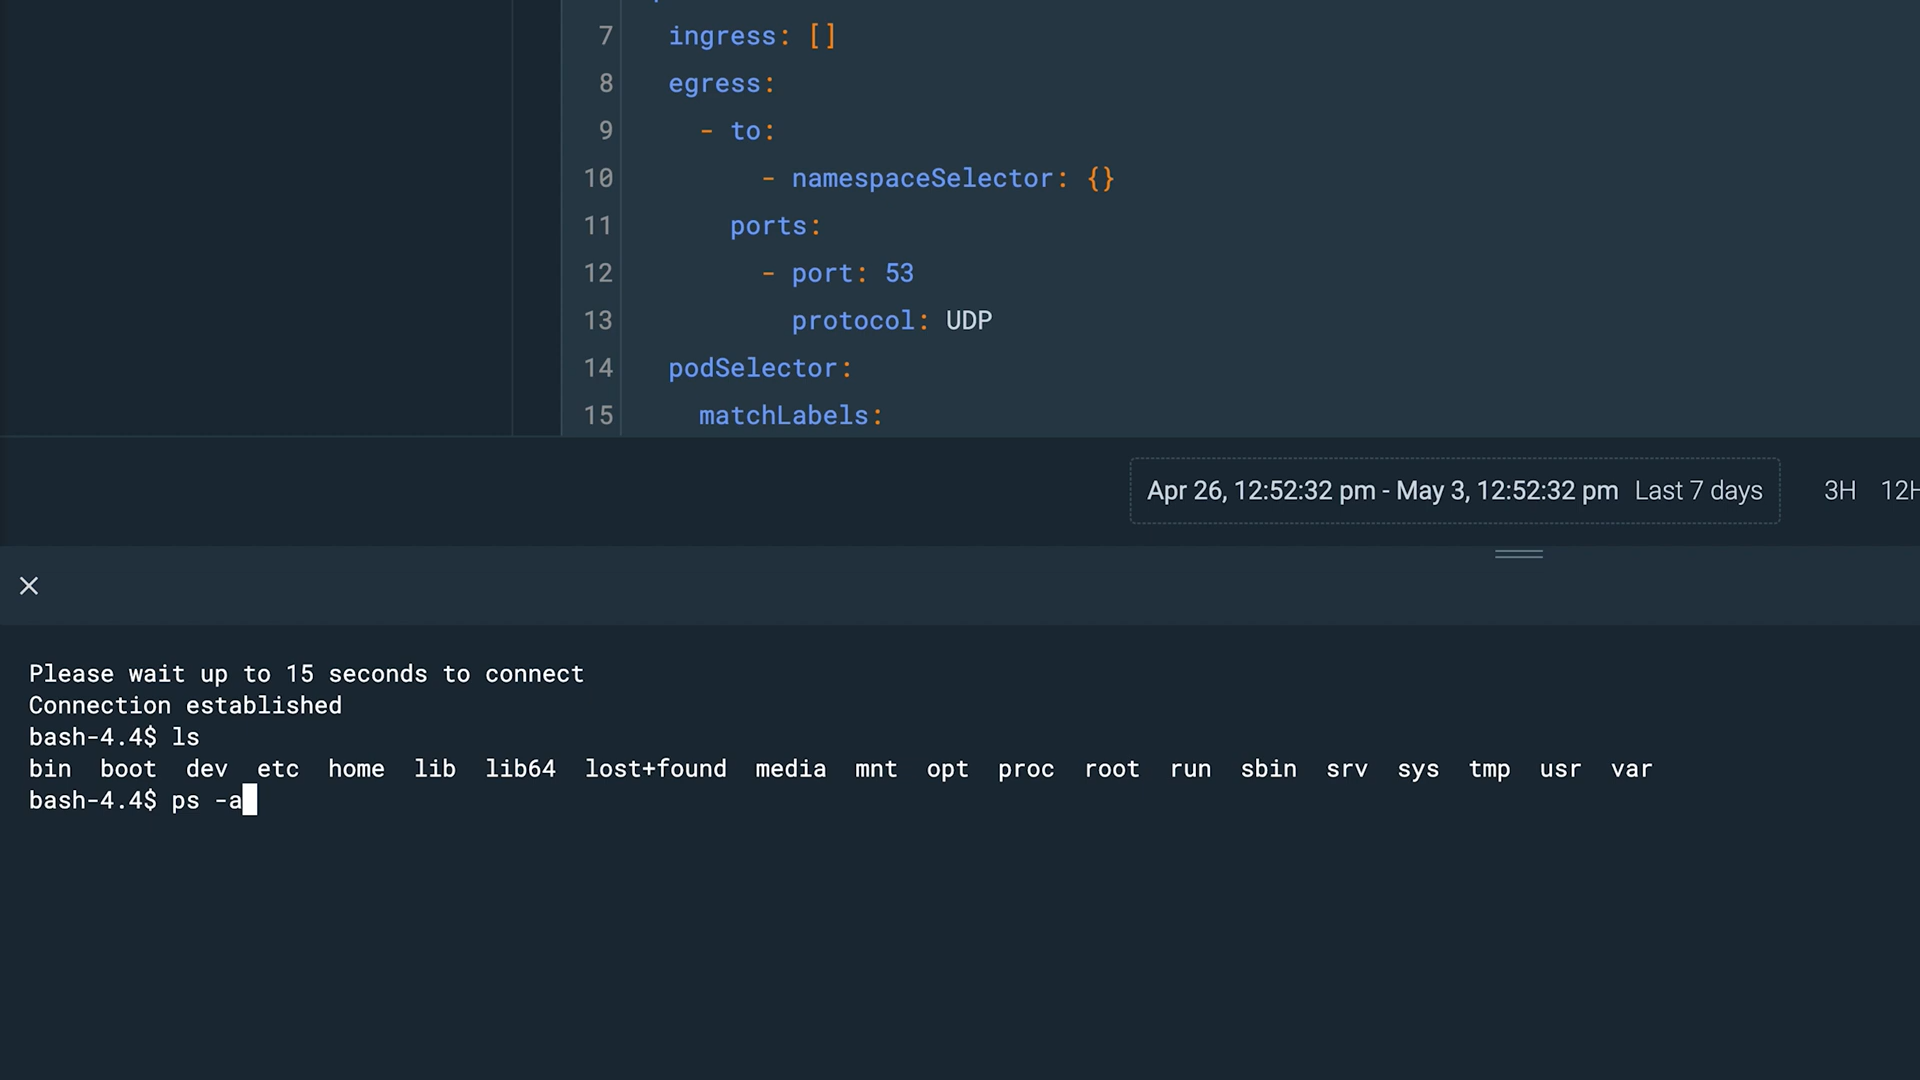 7 ingress: []
8 egress:
9 - to:
10 - namespaceSelector: {}
11 ports:
12 - port: 53
13 protocol: UDP
14 podSelector:
15 matchLabels:
Apr 26, 12:52:32 pm - May 3, 12:52:32 pm Last 7 days 3H 12H
Please wait up to 15 seconds to connect
Connection established
bash-4.4$ ls
bin boot dev etc home lib lib64 lost+found media mnt opt proc root run sbin srv sys tmp usr var
bash-4.4$ ps -a